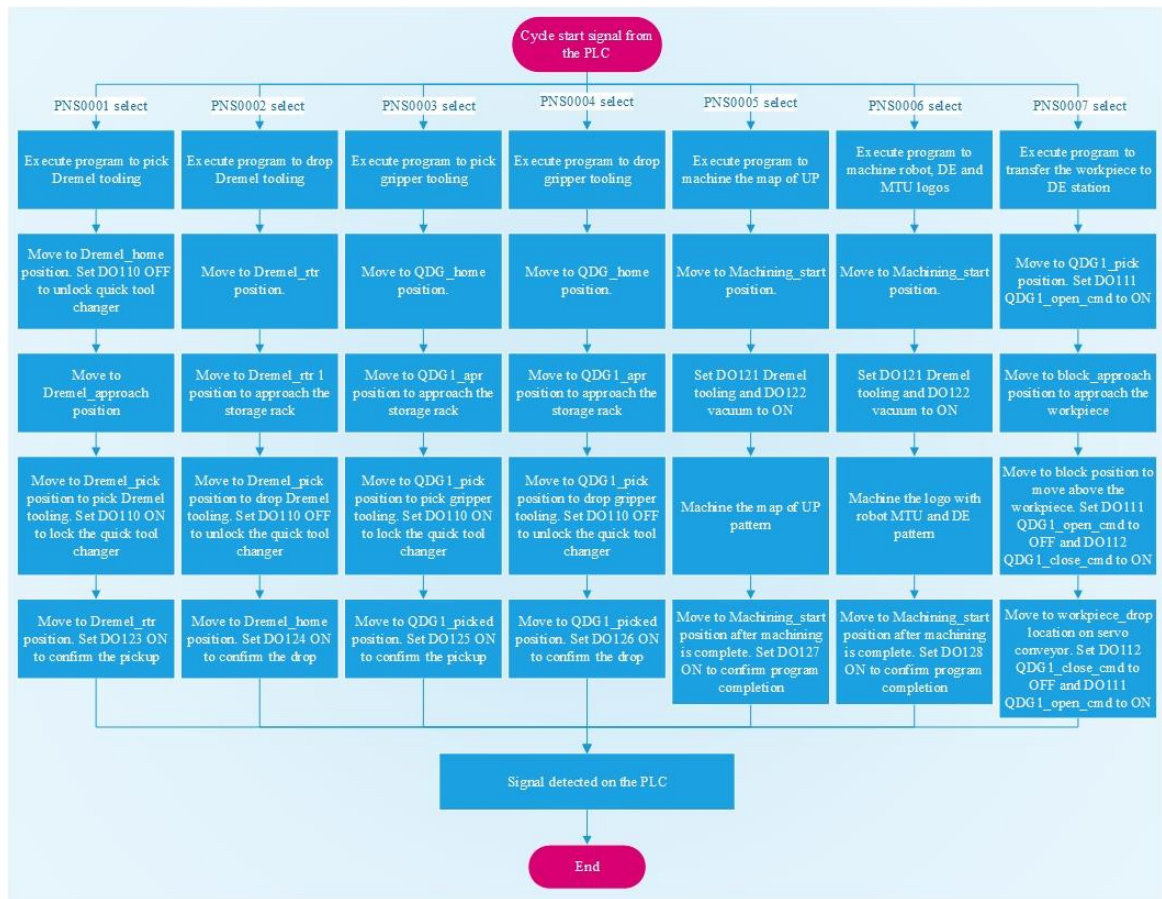 Cycle start signal from
the PLC
PNS0001 select
PNS0002 select
PNS0003 select
PNS0004 select
PNS0005 select
PNS0006 select
PNS0007 select
Execute program to pick
Dremel tooling
Execute program to drop
Dremel tooling
Execute program to pick
gripper tooling
Execute program to drop
gripper tooling
Execute program to
machine the map of UP
Execute program to
machine robot, DE and
MTU logos
Execute program to
transfer the workpiece to
DE station
Move to Dremel_home
position. Set DO110 OFF
to unlock quick tool
changer
Move to Dremel_rtr
position.
Move to QDG_home
position.
Move to QDG_home
position.
Move to Machining_start
position.
Move to Machining_start
position.
Move to QDG1_pick
position. Set DO111
QDG1_open_cmd to ON
Move to
Dremel_approach
position
Move to Dremel_rtr 1
position to approach the
storage rack
Move to QDG1_apr
position to approach the
storage rack
Move to QDG1_apr
position to approach the
storage rack
Set DO121 Dremel
tooling and DO122
vacuum to ON
Set DO121 Dremel
tooling and DO122
vacuum to ON
Move to block_approach
position to approach the
workpiece
Move to Dremel_pick
position to pick Dremel
tooling. Set DO110 ON
to lock the quick tool
changer
Move to Dremel_pick
position to drop Dremel
tooling. Set DO110 OFF
to unlock the quick tool
changer
Move to QDG1_pick
position to pick gripper
tooling. Set DO110 ON
to lock the quick tool
changer
Move to QDG1_pick
position to drop gripper
tooling. Set DO110 OFF
to unlock the quick tool
changer
Machine the map of UP
pattern
Machine the logo with
robot MTU and DE
pattern
Move to block position to
move above the
workpiece. Set DO111
QDG1_open_cmd to
OFF and DO112
QDG1_close_cmd to ON
Move to Dremel_rtr
position. Set DO123 ON
to confirm the pickup
Move to Dremel_home
position. Set DO124 ON
to confirm the drop
Move to QDG1_picked
position. Set DO125 ON
to confirm the pickup
Move to QDG1_picked
position. Set DO126 ON
to confirm the drop
Move to Machining_start
position after machining
is complete. Set DO127
ON to confirm program
completion
Move to Machining_start
position after machining
is complete. Set DO128
ON to confirm program
completion
Move to workpiece_drop
location on servo
conveyor. Set DO112
QDG1_close_cmd to
OFF and DO111
QDG1_open_cmd to ON
Signal detected on the PLC
End